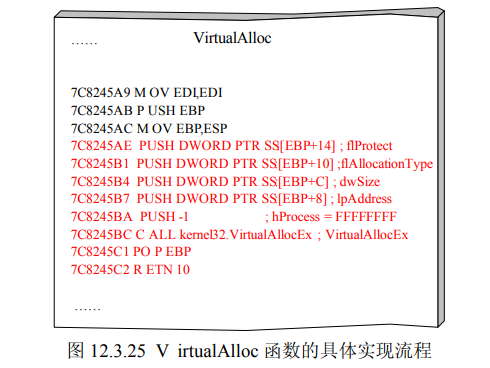 ...... VirtualAlloc
7C8245A9 M OV EDI,EDI
7C8245AB P USH EBP
7C8245AC M OV EBP,ESP
7C8245AE PUSH DWORD PTR SS[EBP+14] ; flProtect
7C8245B1 PUSH DWORD PTR SS[EBP+10] ;flAllocationType
7C8245B4 PUSH DWORD PTR SS[EBP+C] ; dwSize
7C8245B7 PUSH DWORD PTR SS[EBP+8] ; lpAddress
7C8245BA PUSH -1 ; hProcess = FFFFFFFF
7C8245BC C ALL kernel32.VirtualAllocEx ; VirtualAllocEx
7C8245C1 PO P EBP
7C8245C2 R ETN 10
......
图 12.3.25 V irtualAlloc 函数的具体实现流程